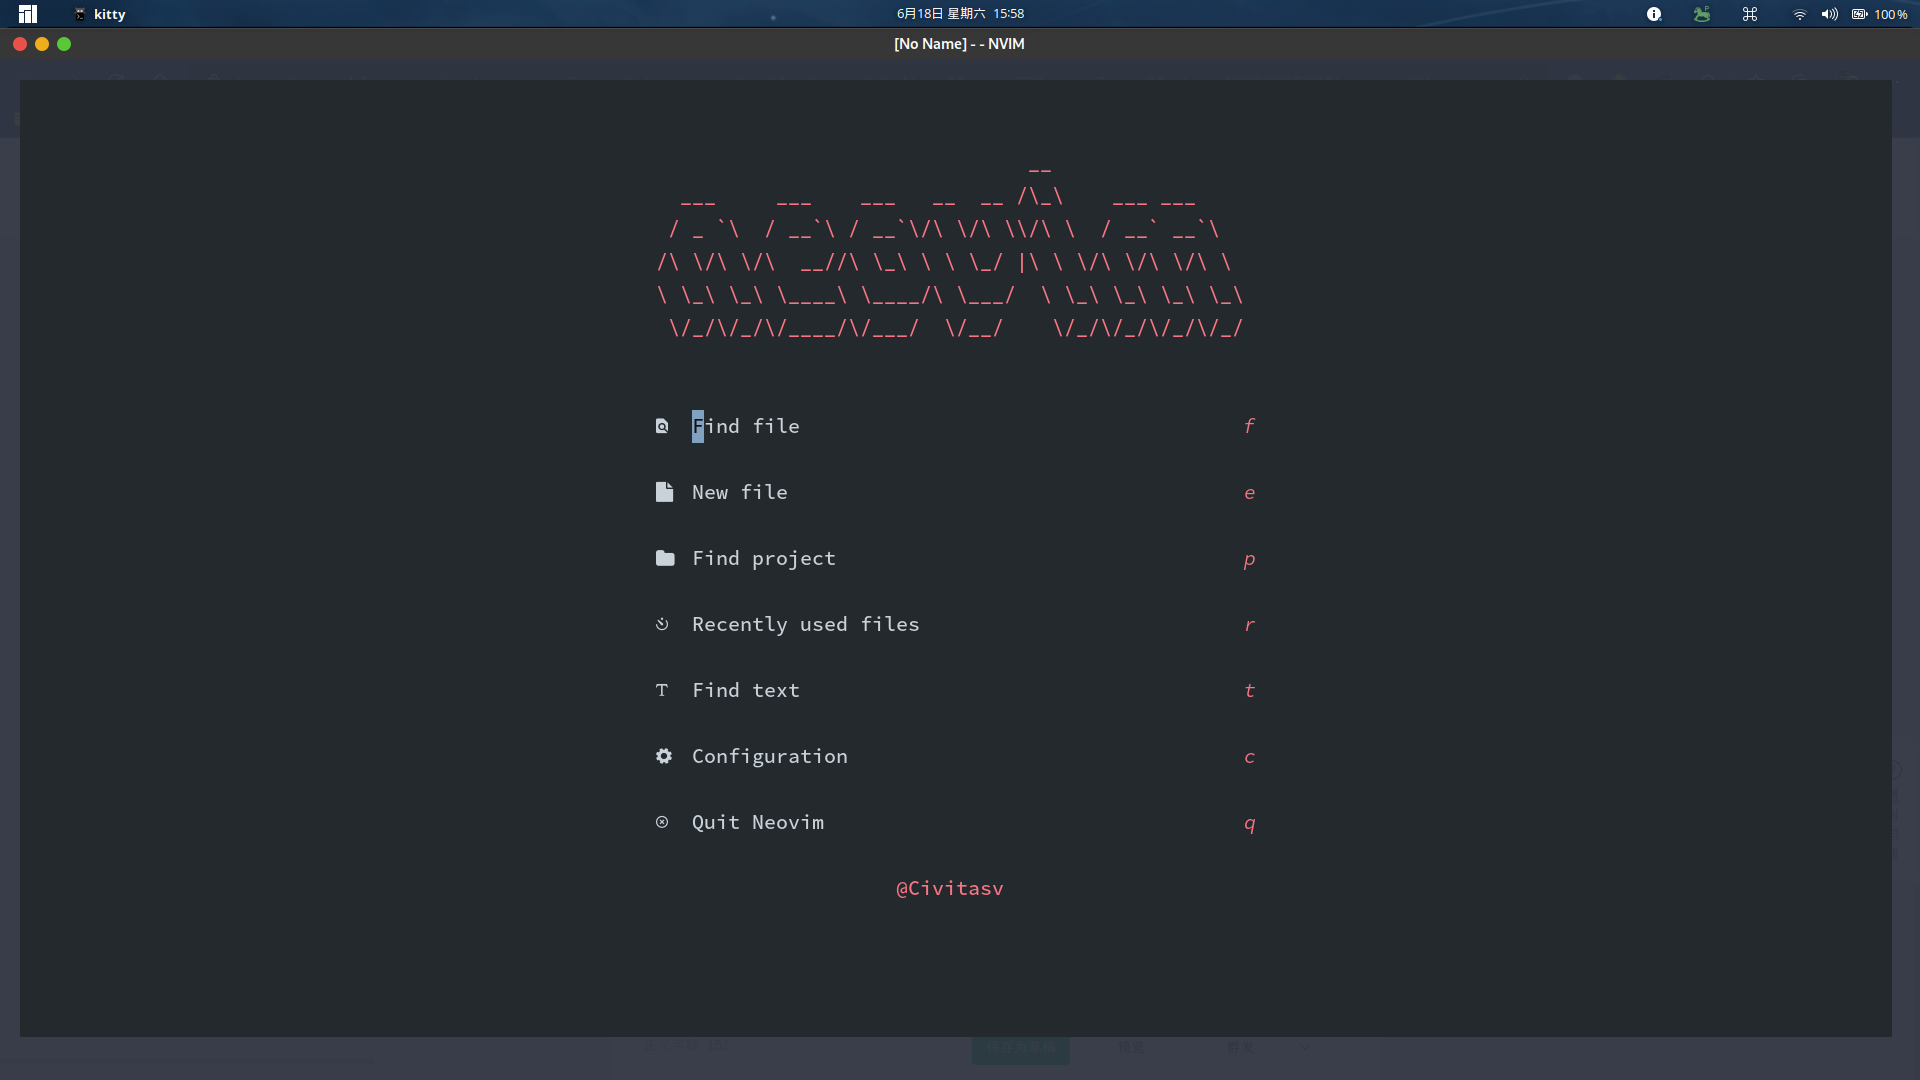 kitty
6月18日 星期六 15:58
100%
[No Name] - - NVIM
                               __
  ___     ___    ___   __  __ /\_\    ___ ___
 / _ `\  / __`\ / __`\/\ \/\ \\/\ \  / __` __`\
/\ \/\ \/\  __//\ \_\ \ \ \_/ |\ \ \/\ \/\ \/\ \
\ \_\ \_\ \____\ \____/\ \___/  \ \_\ \_\ \_\ \_\
 \/_/\/_/\/____/\/___/  \/__/    \/_/\/_/\/_/\/_/
Find file f
New file e
Find project p
Recently used files r
Find text t
Configuration c
Quit Neovim q
@Civitasv